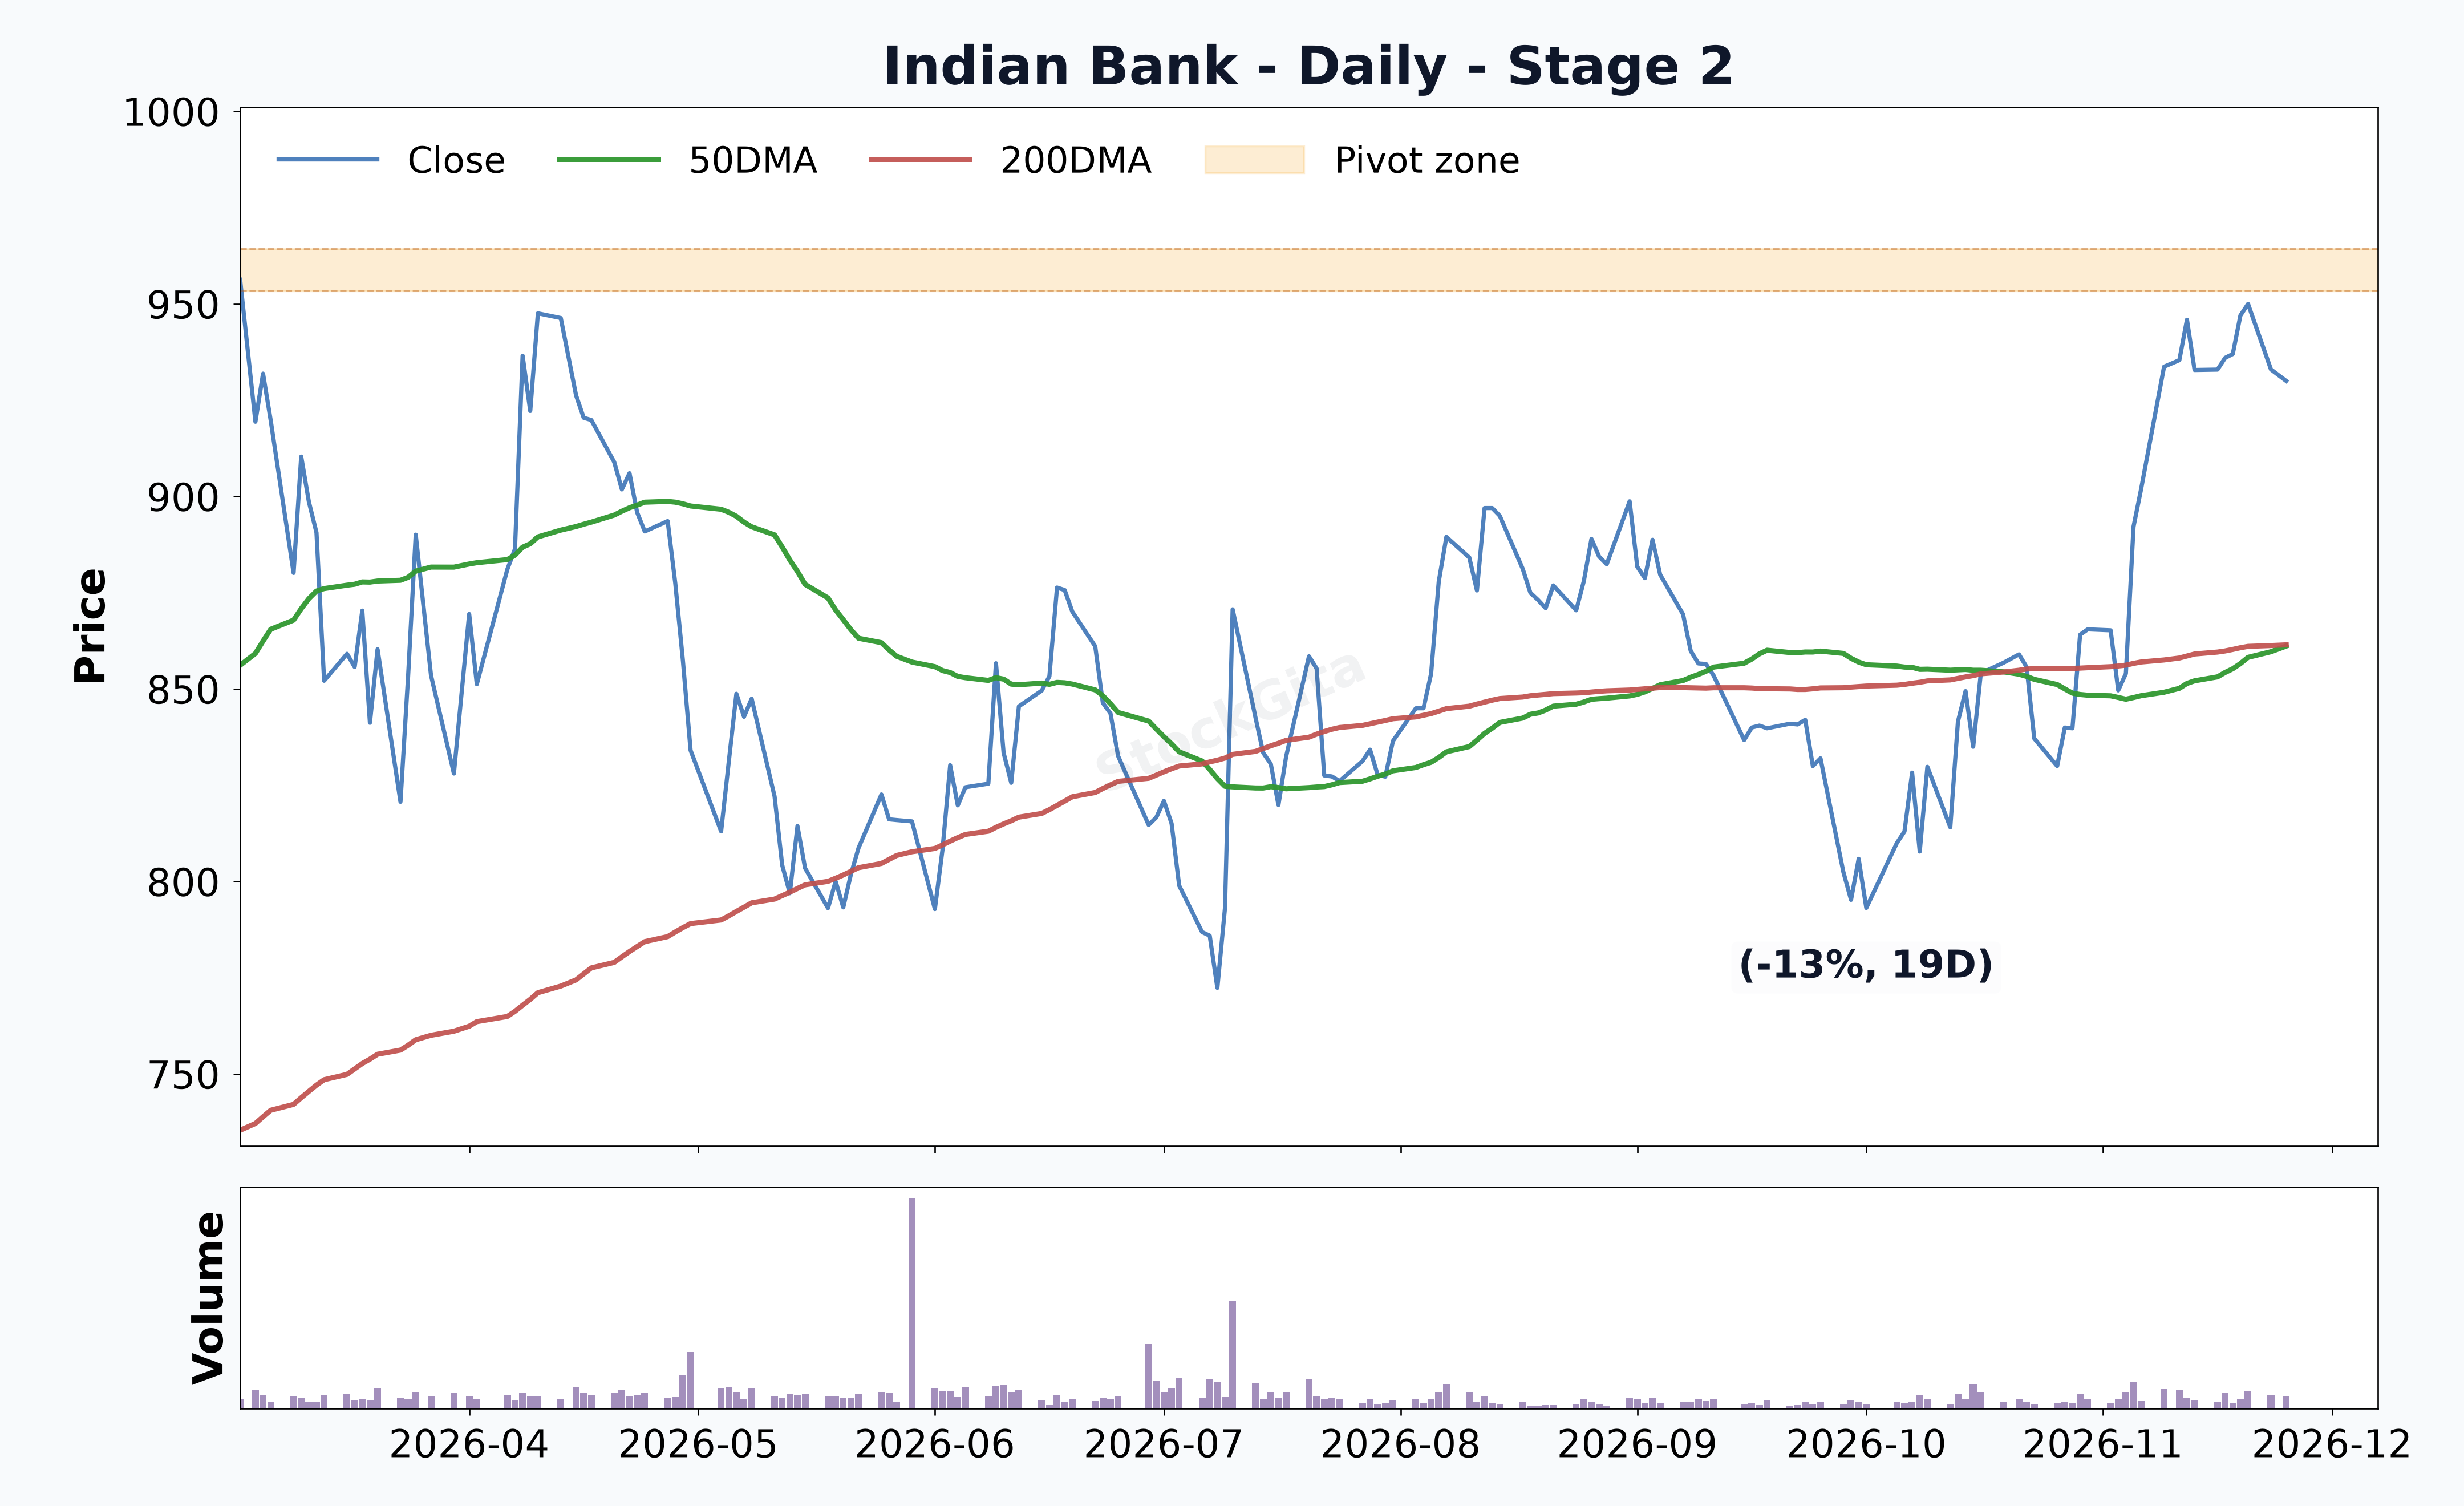 Indian Bank - Daily - Stage 2
Close 50DMA 200DMA Pivot zone
1000
950
900
850
800
750
Price
stockGita
(-13%, 19D)
Volume
2026-04 2026-05 2026-06 2026-07 2026-08 2026-09 2026-10 2026-11 2026-12